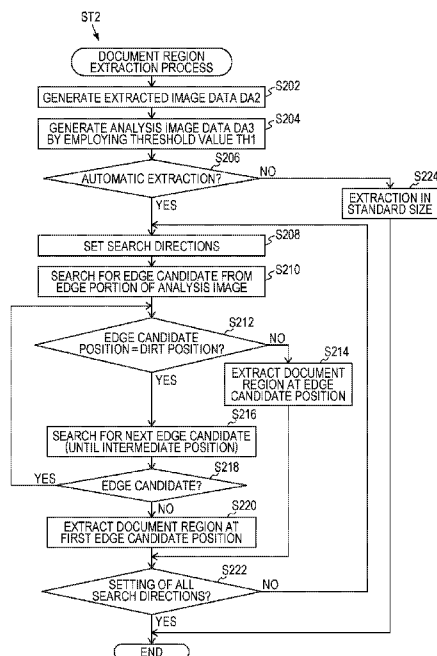 ST2
DOCUMENT REGION
EXTRACTION PROCESS
S202
GENERATE EXTRACTED IMAGE DATA DA2
S204
GENERATE ANALYSIS IMAGE DATA DA3
BY EMPLOYING THRESHOLD VALUE TH1
S206
AUTOMATIC EXTRACTION?
NO
YES
S224
EXTRACTION IN
STANDARD SIZE
S208
SET SEARCH DIRECTIONS
S210
SEARCH FOR EDGE CANDIDATE FROM
EDGE PORTION OF ANALYSIS IMAGE
S212
EDGE CANDIDATE
POSITION = DIRT POSITION?
NO
YES
S214
EXTRACT DOCUMENT
REGION AT EDGE
CANDIDATE POSITION
S216
SEARCH FOR NEXT EDGE CANDIDATE
(UNTIL INTERMEDIATE POSITION)
S218
YES
EDGE CANDIDATE?
NO
S220
EXTRACT DOCUMENT REGION AT
FIRST EDGE CANDIDATE POSITION
S222
SETTING OF ALL
SEARCH DIRECTIONS?
NO
YES
END